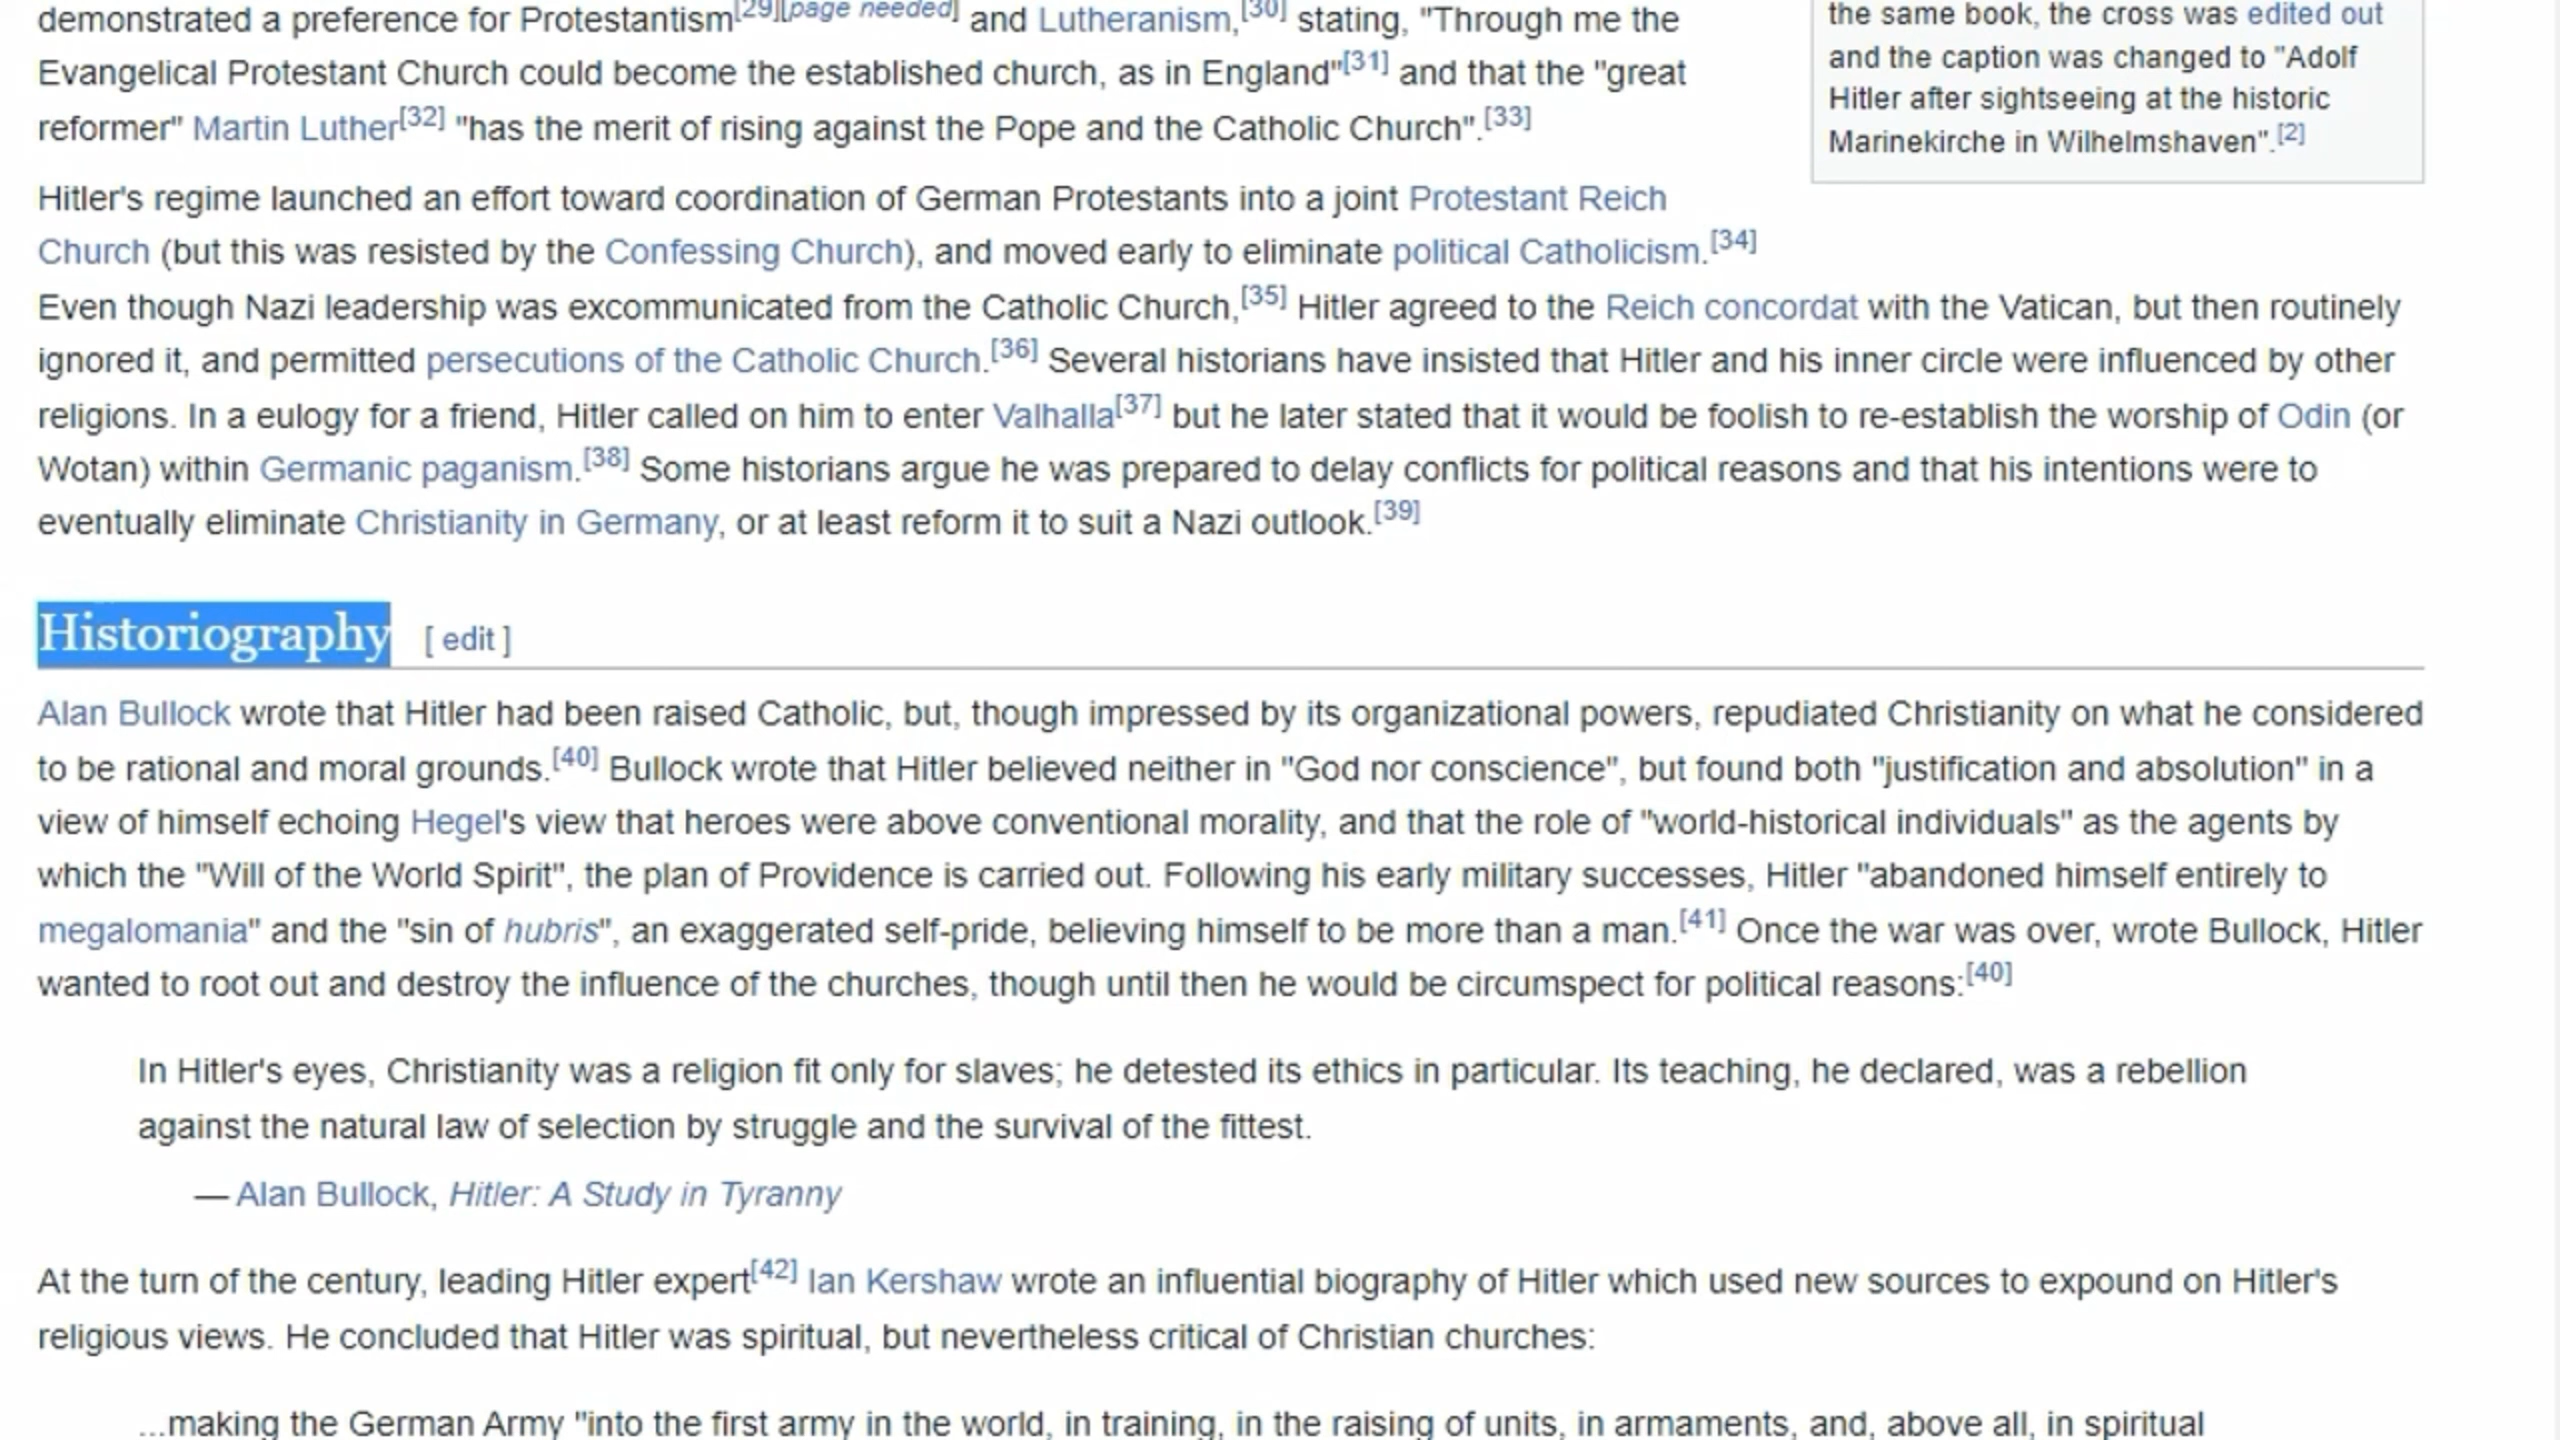 demonstrated a preference for Protestantism[29][page needed] and Lutheranism,[30] stating, "Through me the
Evangelical Protestant Church could become the established church, as in England"[31] and that the "great
reformer" Martin Luther[32] "has the merit of rising against the Pope and the Catholic Church".[33]
the same book, the cross was edited out
and the caption was changed to "Adolf
Hitler after sightseeing at the historic
Marinekirche in Wilhelmshaven".[2]
Hitler's regime launched an effort toward coordination of German Protestants into a joint Protestant Reich
Church (but this was resisted by the Confessing Church), and moved early to eliminate political Catholicism.[34]
Even though Nazi leadership was excommunicated from the Catholic Church,[35] Hitler agreed to the Reich concordat with the Vatican, but then routinely
ignored it, and permitted persecutions of the Catholic Church.[36] Several historians have insisted that Hitler and his inner circle were influenced by other
religions. In a eulogy for a friend, Hitler called on him to enter Valhalla[37] but he later stated that it would be foolish to re-establish the worship of Odin (or
Wotan) within Germanic paganism.[38] Some historians argue he was prepared to delay conflicts for political reasons and that his intentions were to
eventually eliminate Christianity in Germany, or at least reform it to suit a Nazi outlook.[39]
Historiography [ edit ]
Alan Bullock wrote that Hitler had been raised Catholic, but, though impressed by its organizational powers, repudiated Christianity on what he considered
to be rational and moral grounds.[40] Bullock wrote that Hitler believed neither in "God nor conscience", but found both "justification and absolution" in a
view of himself echoing Hegel's view that heroes were above conventional morality, and that the role of "world-historical individuals" as the agents by
which the "Will of the World Spirit", the plan of Providence is carried out. Following his early military successes, Hitler "abandoned himself entirely to
megalomania" and the "sin of hubris", an exaggerated self-pride, believing himself to be more than a man.[41] Once the war was over, wrote Bullock, Hitler
wanted to root out and destroy the influence of the churches, though until then he would be circumspect for political reasons:[40]
In Hitler's eyes, Christianity was a religion fit only for slaves; he detested its ethics in particular. Its teaching, he declared, was a rebellion
against the natural law of selection by struggle and the survival of the fittest.
— Alan Bullock, Hitler: A Study in Tyranny
At the turn of the century, leading Hitler expert[42] Ian Kershaw wrote an influential biography of Hitler which used new sources to expound on Hitler's
religious views. He concluded that Hitler was spiritual, but nevertheless critical of Christian churches:
...making the German Army "into the first army in the world, in training, in the raising of units, in armaments, and, above all, in spiritual